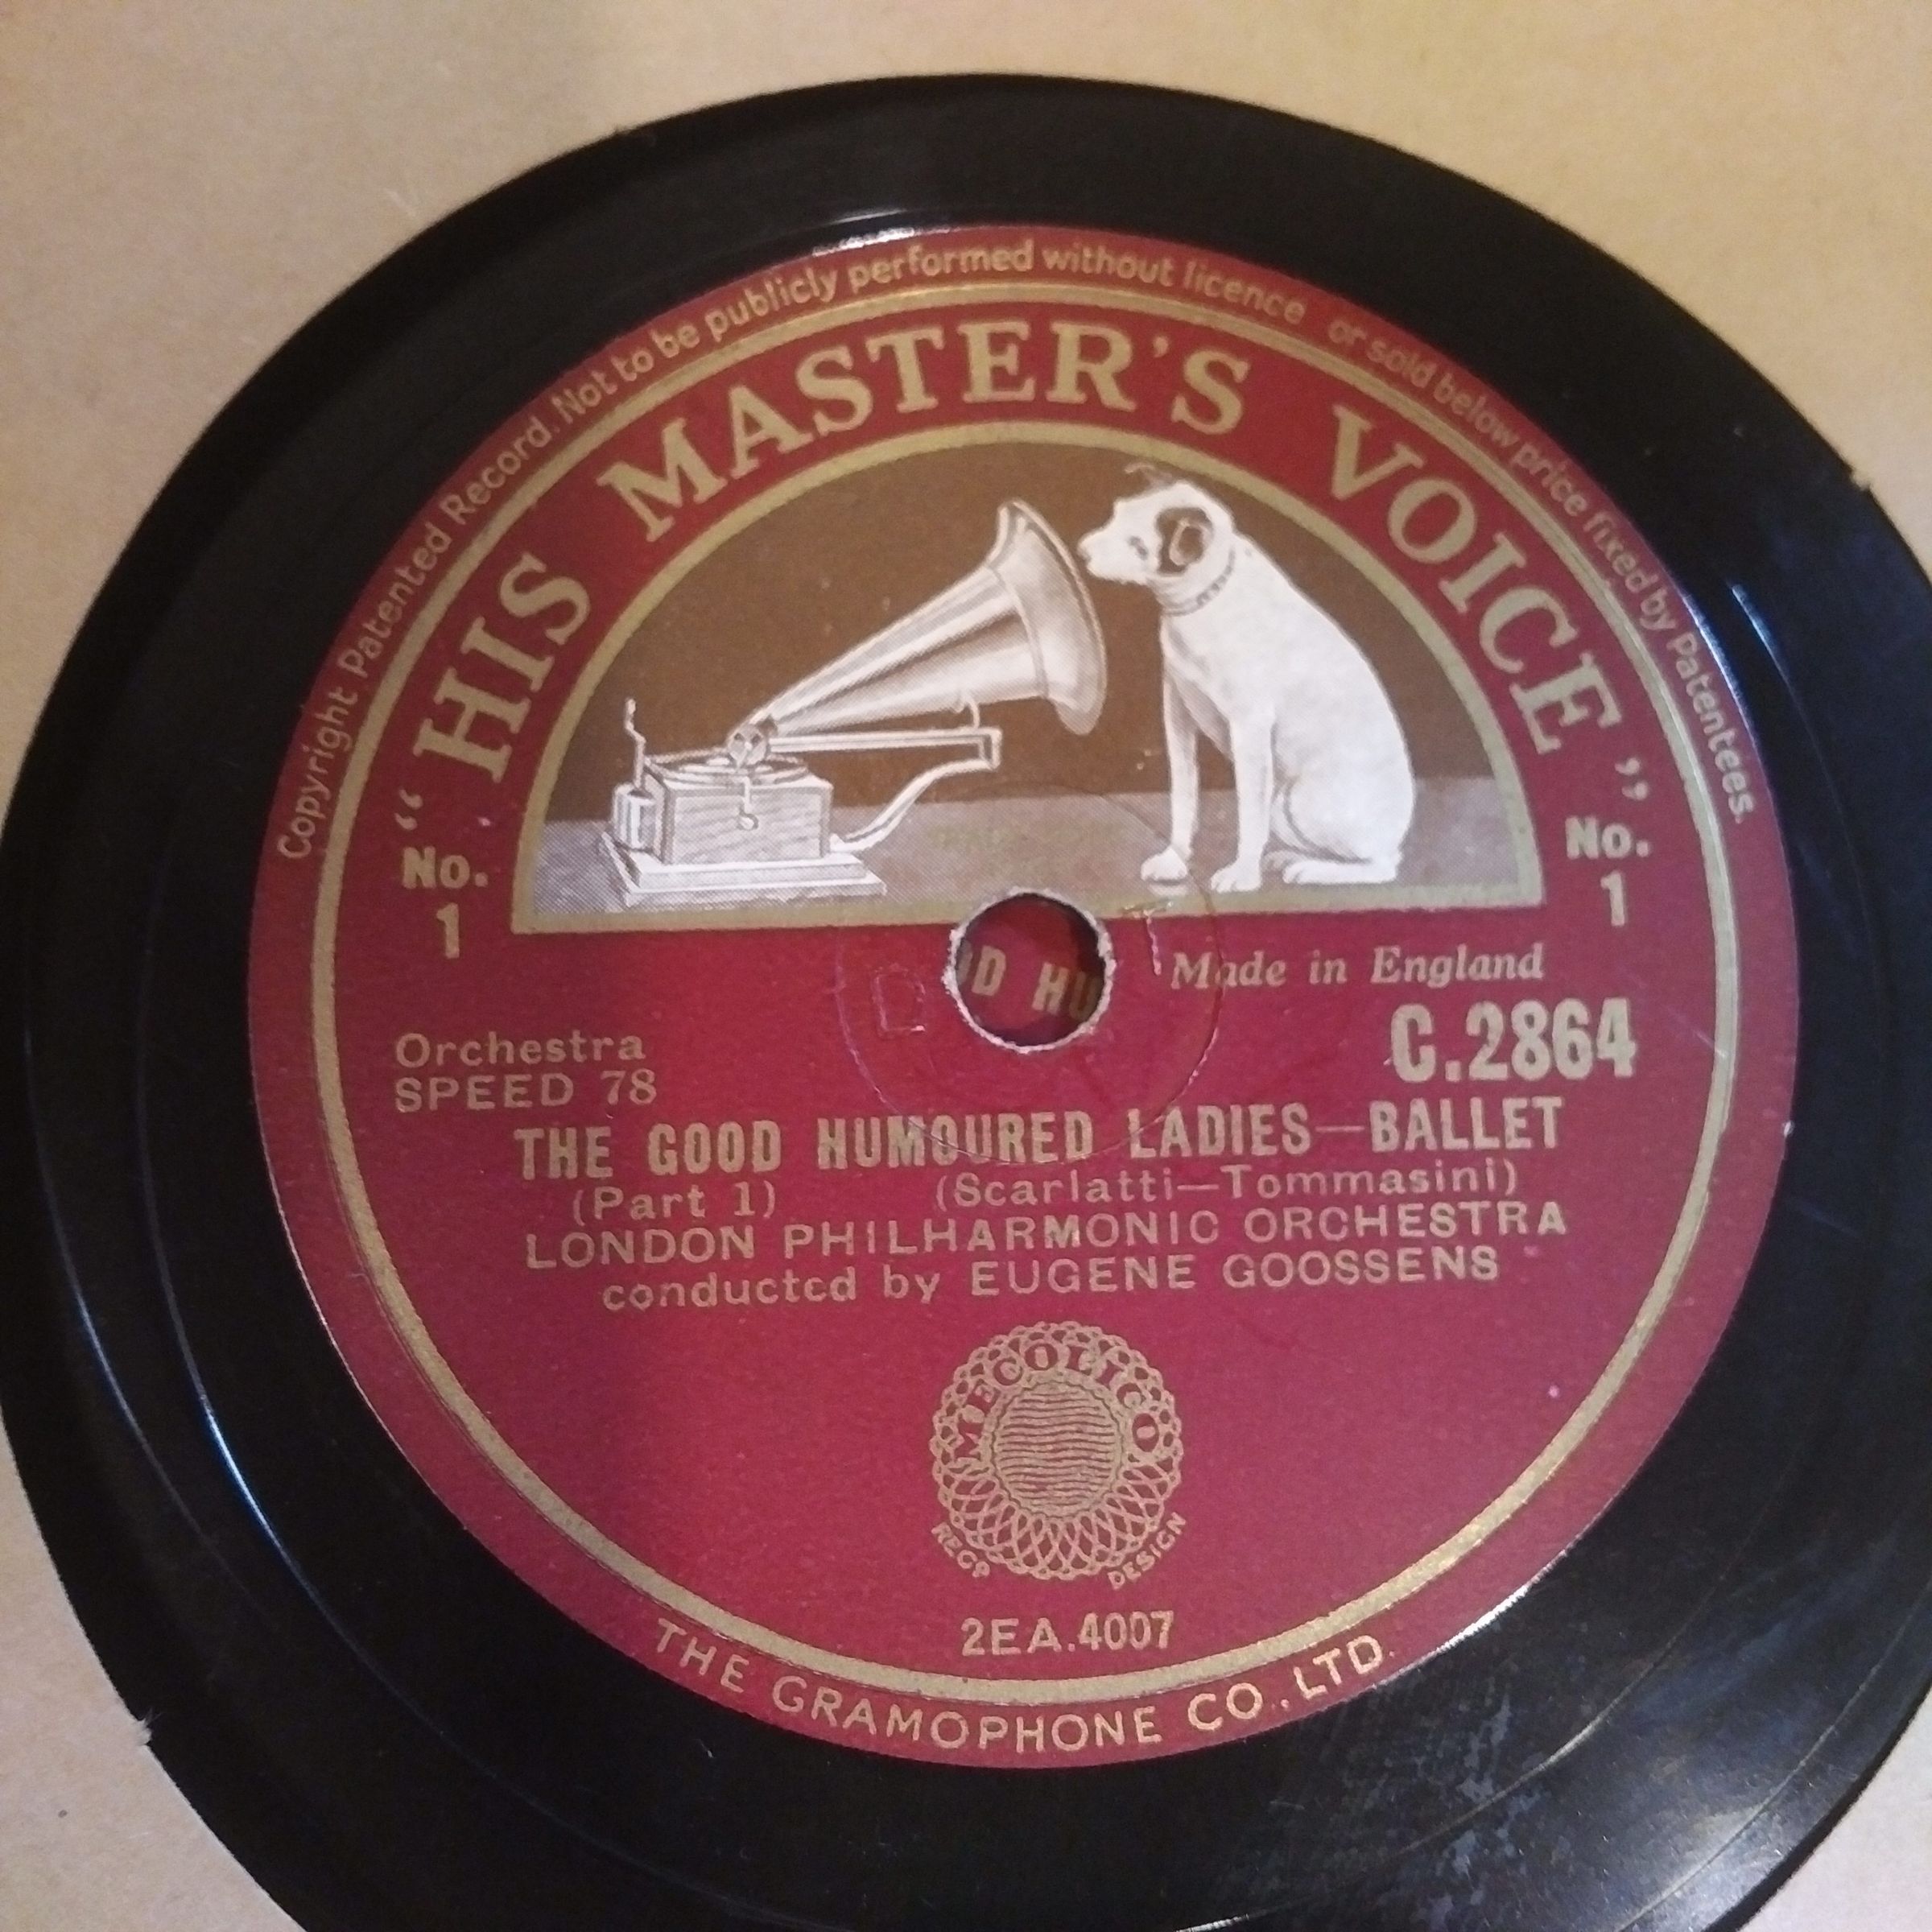 Copyright Patented Record. Not to be publicly performed without licence or sold below price fixed by Patentees.
“HIS MASTER'S VOICE”
No. 1
No. 1
D HU
Made in England
C.2864
Orchestra
SPEED 78
THE GOOD HUMOURED LADIES—BALLET
(Part 1) (Scarlatti—Tommasini)
LONDON PHILHARMONIC ORCHESTRA
conducted by EUGENE GOOSSENS
MECOLICO
REGD DESIGN
2EA.4007
THE GRAMOPHONE CO., LTD.